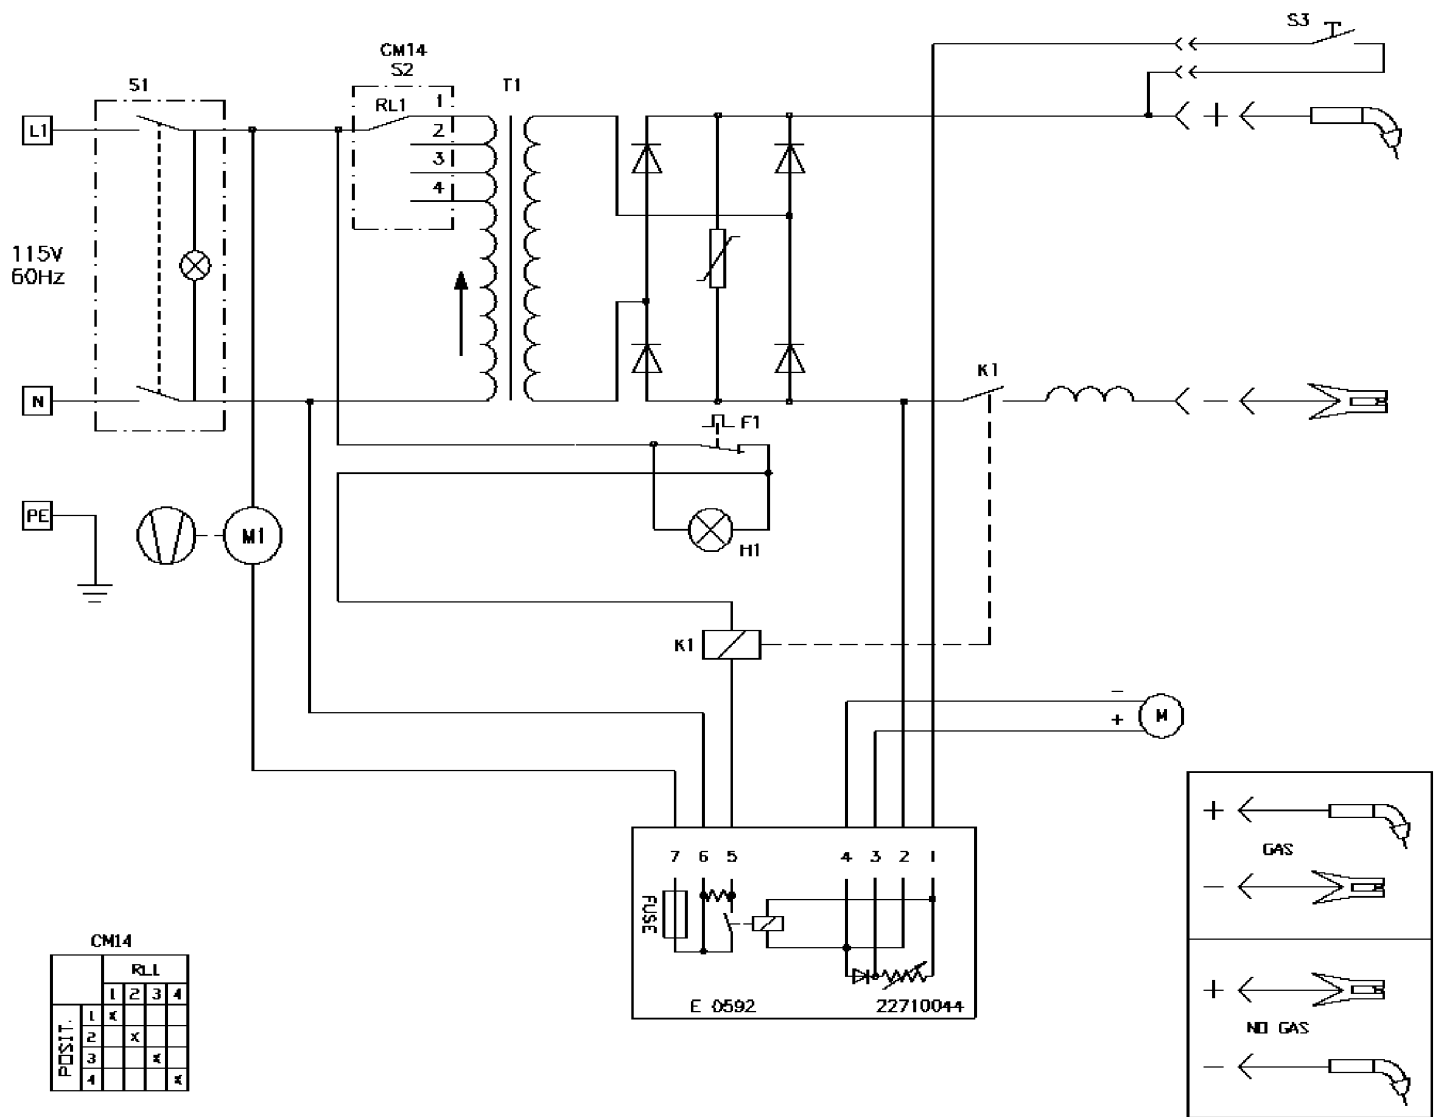 S3
CM14
S2
S1
T1
RL1
1
2
3
4
L1
115V
60Hz
K1
N
+
-
F1
PE
M1
H1
K1
-
+
M
7 6 5 4 3 2 1
FUSE
E 0592 22710044
+
GAS
-
+
NO GAS
-
CM14
RL1
1 2 3 4
POSIT.
1 x
2 x
3 x
4 x